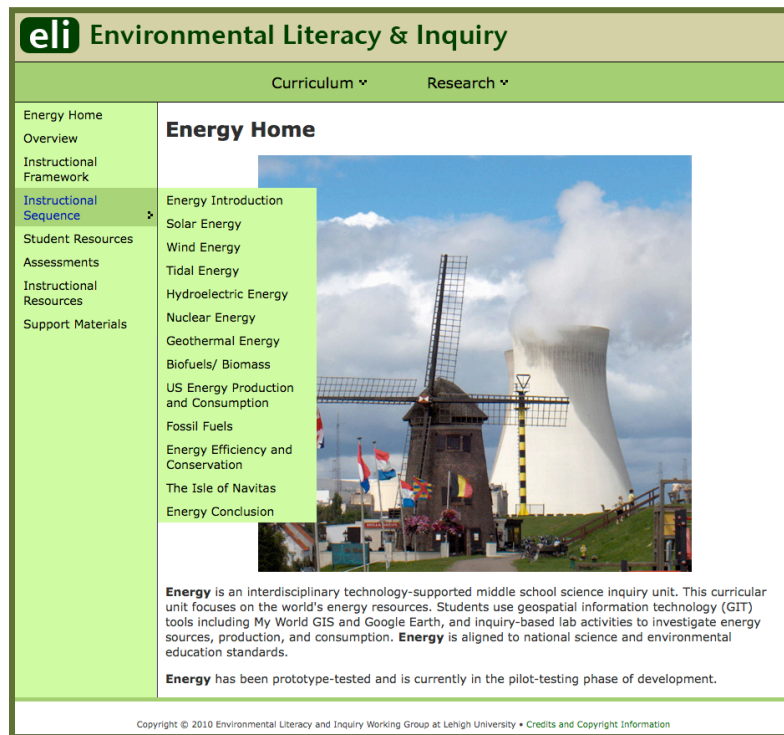 eli Environmental Literacy & Inquiry
Curriculum
Research
Energy Home
Overview
Instructional
Framework
Instructional
Sequence
Student Resources
Assessments
Instructional
Resources
Support Materials
Energy Home
Energy Introduction
Solar Energy
Wind Energy
Tidal Energy
Hydroelectric Energy
Nuclear Energy
Geothermal Energy
Biofuels/ Biomass
US Energy Production
and Consumption
Fossil Fuels
Energy Efficiency and
Conservation
The Isle of Navitas
Energy Conclusion
Energy is an interdisciplinary technology-supported middle school science inquiry unit. This curricular
unit focuses on the world's energy resources. Students use geospatial information technology (GIT)
tools including My World GIS and Google Earth, and inquiry-based lab activities to investigate energy
sources, production, and consumption. Energy is aligned to national science and environmental
education standards.
Energy has been prototype-tested and is currently in the pilot-testing phase of development.
Copyright © 2010 Environmental Literacy and Inquiry Working Group at Lehigh University • Credits and Copyright Information